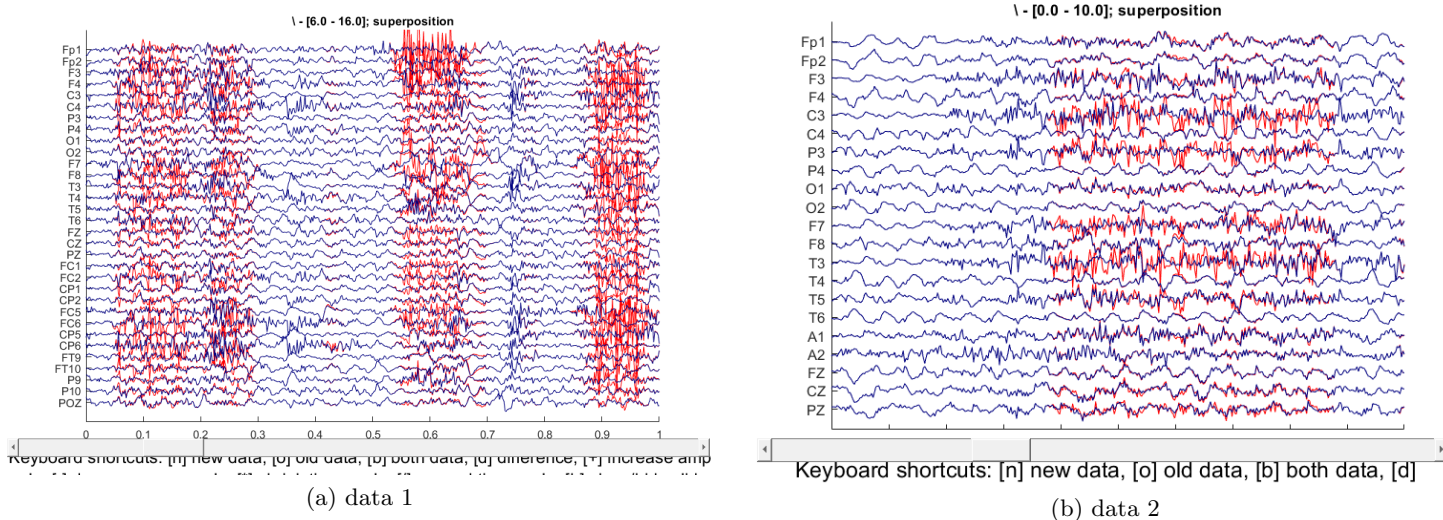 \ - [6.0 - 16.0]; superposition
Fp1
Fp2
F3
F4
C3
C4
P3
P4
O1
O2
F7
F8
T3
T4
T5
T6
FZ
CZ
PZ
FC1
FC2
CP1
CP2
FC5
FC6
CP5
CP6
FT9
FT10
P9
P10
POZ
0 0.1 0.2 0.3 0.4 0.5 0.6 0.7 0.8 0.9 1
Keyboard shortcuts: [n] new data, [o] old data, [b] both data, [d] difference, [+] increase amp
(a) data 1
\ - [0.0 - 10.0]; superposition
Fp1
Fp2
F3
F4
C3
C4
P3
P4
O1
O2
F7
F8
T3
T4
T5
T6
A1
A2
FZ
CZ
PZ
Keyboard shortcuts: [n] new data, [o] old data, [b] both data, [d]
(b) data 2